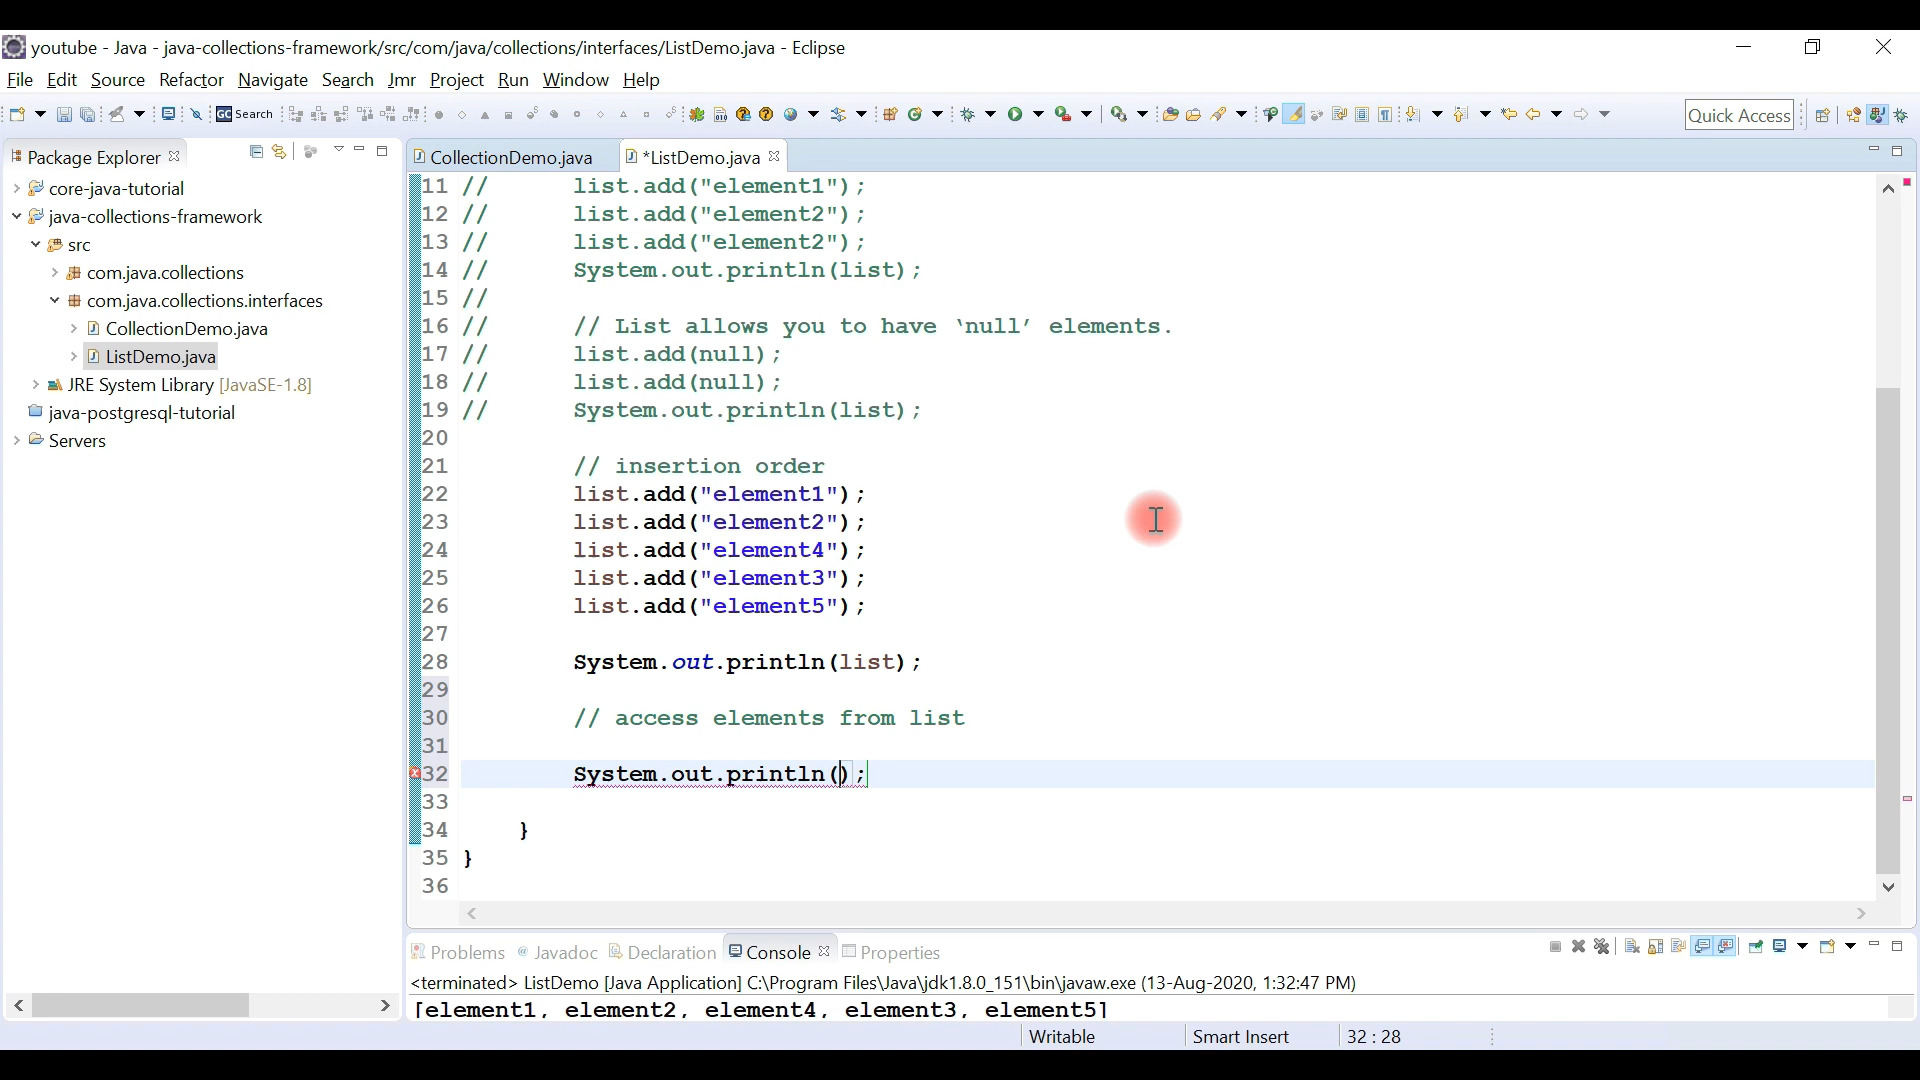 youtube - Java - java-collections-framework/src/com/java/collections/interfaces/ListDemo.java - Eclipse
File Edit Source Refactor Navigate Search Jmr Project Run Window Help
GC Search
Quick Access
Package Explorer
core-java-tutorial
java-collections-framework
src
com.java.collections
com.java.collections.interfaces
CollectionDemo.java
ListDemo.java
JRE System Library [JavaSE-1.8]
java-postgresql-tutorial
Servers
CollectionDemo.java *ListDemo.java
11 // list.add("element1");
12 // list.add("element2");
13 // list.add("element2");
14 // System.out.println(list);
15 //
16 // // List allows you to have ‘null’ elements.
17 // list.add(null);
18 // list.add(null);
19 // System.out.println(list);
20
21 // insertion order
22 list.add("element1");
23 list.add("element2");
24 list.add("element4");
25 list.add("element3");
26 list.add("element5");
27
28 System.out.println(list);
29
30 // access elements from list
31
32 System.out.println();
33
34 }
35 }
36
Problems @ Javadoc Declaration Console Properties
<terminated> ListDemo [Java Application] C:\Program Files\Java\jdk1.8.0_151\bin\javaw.exe (13-Aug-2020, 1:32:47 PM)
[element1, element2, element4, element3, element5]
Writable Smart Insert 32 : 28